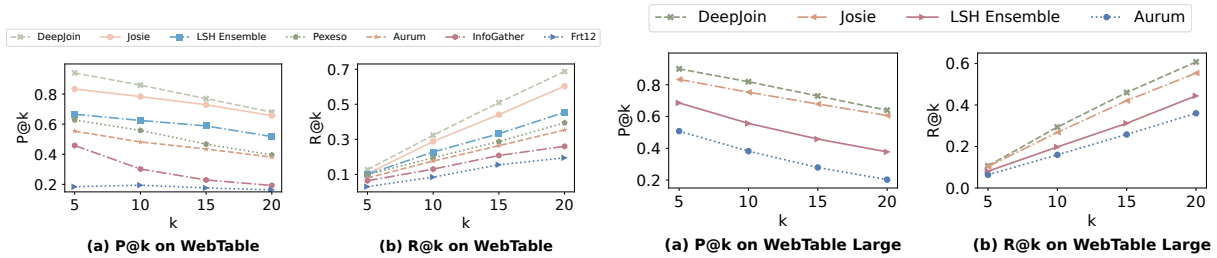 DeepJoin Josie LSH Ensemble Pexeso Aurum InfoGather Frt12
P@k
0.8
0.6
0.4
0.2
5 10 15 20
k
(a) P@k on WebTable
R@k
0.7
0.5
0.3
0.1
5 10 15 20
k
(b) R@k on WebTable
DeepJoin Josie LSH Ensemble Aurum
P@k
0.8
0.6
0.4
0.2
5 10 15 20
k
(a) P@k on WebTable Large
R@k
0.6
0.4
0.2
0.0
5 10 15 20
k
(b) R@k on WebTable Large